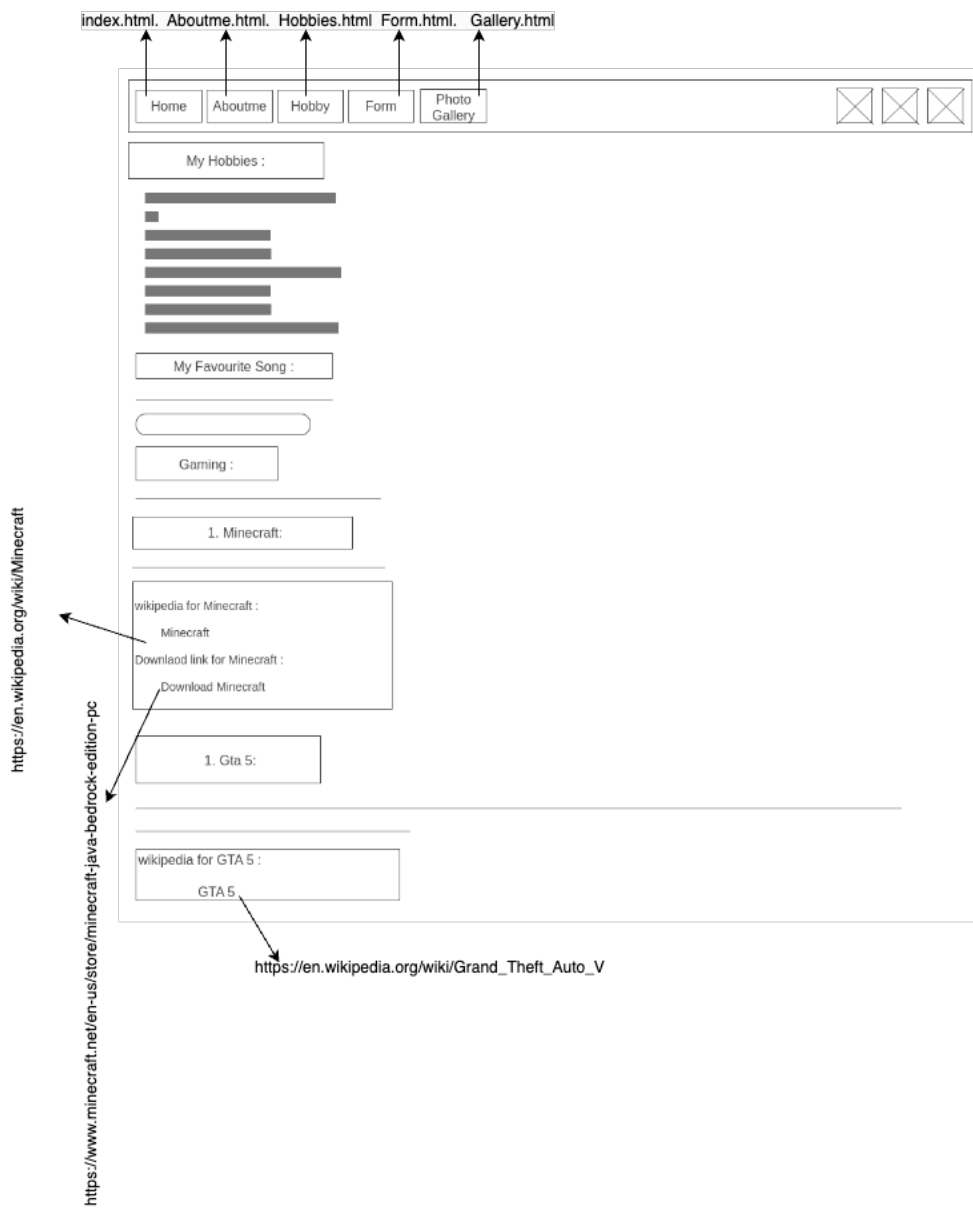 index.html. Aboutme.html. Hobbies.html Form.html. Gallery.html
Home Aboutme Hobby Form Photo Gallery
My Hobbies :
My Favourite Song :
Gaming :
1. Minecraft:
wikipedia for Minecraft :
Minecraft
Downlaod link for Minecraft :
Download Minecraft
https://en.wikipedia.org/wiki/Minecraft
https://www.minecraft.net/en-us/store/minecraft-java-bedrock-edition-pc
1. Gta 5:
wikipedia for GTA 5 :
GTA 5
https://en.wikipedia.org/wiki/Grand_Theft_Auto_V